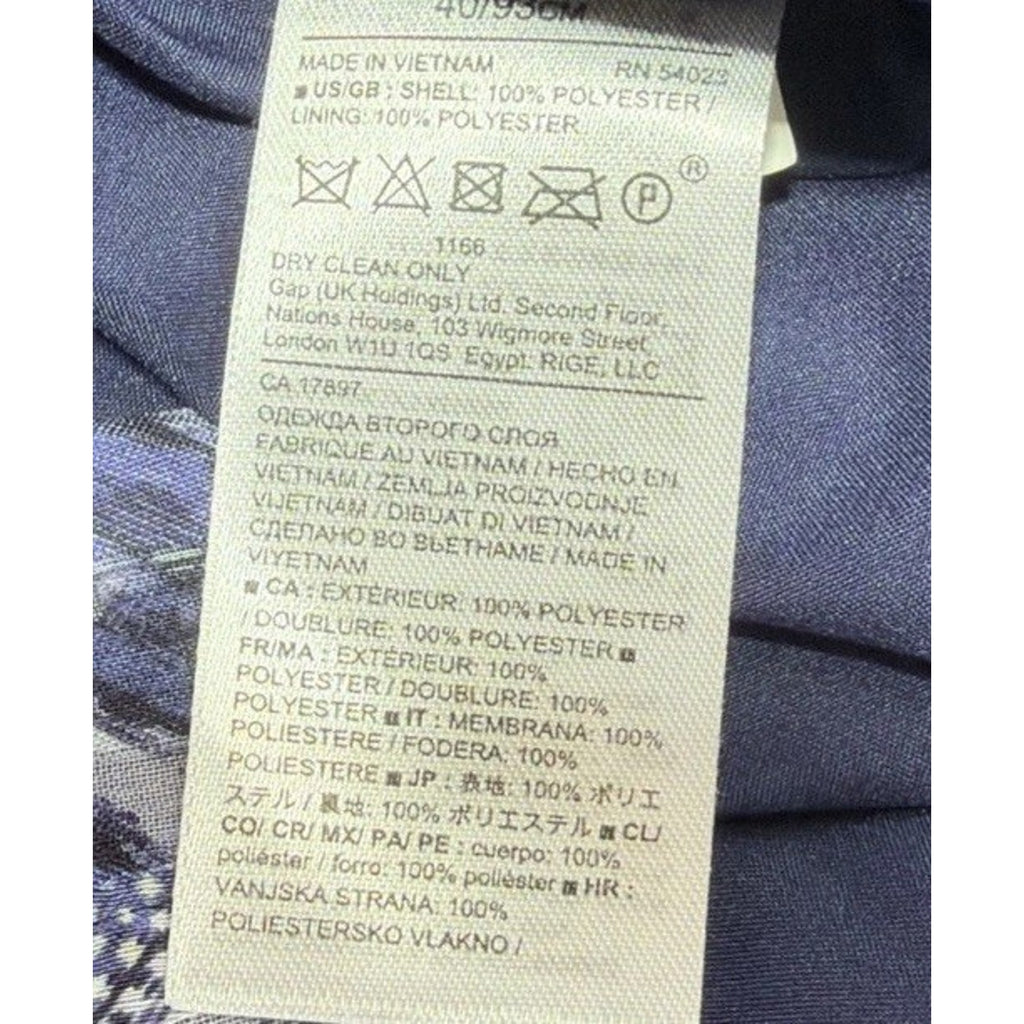 40/93CM
MADE IN VIETNAM RN 54023
US/GB : SHELL: 100% POLYESTER /
LINING: 100% POLYESTER
P ®
1166
DRY CLEAN ONLY
Gap (UK Holdings) Ltd. Second Floor,
Nations House, 103 Wigmore Street
London W1U 1QS. Egypt. RIGE, LLC
CA 17897
ОДЕЖДА ВТОРОГО СЛОЯ
FABRIQUE AU VIETNAM / HECHO EN
VIETNAM / ZEMLJA PROIZVODNJE
VIJETNAM / DIBUAT DI VIETNAM /
СДЕЛАНО ВО ВЬЕТНАМЕ / MADE IN
VIYETNAM
CA : EXTÉRIEUR: 100% POLYESTER
/ DOUBLURE: 100% POLYESTER
FR/MA : EXTÉRIEUR: 100%
POLYESTER / DOUBLURE: 100%
POLYESTER IT : MEMBRANA: 100%
POLIESTERE / FODERA: 100%
POLIESTERE JP : 表地: 100% ポリエ
ステル / 裏地: 100% ポリエステル CL/
CO/ CR/ MX/ PA/ PE : cuerpo: 100%
poliéster / forro: 100% poliéster HR :
VANJSKA STRANA: 100%
POLIESTERSKO VLAKNO /